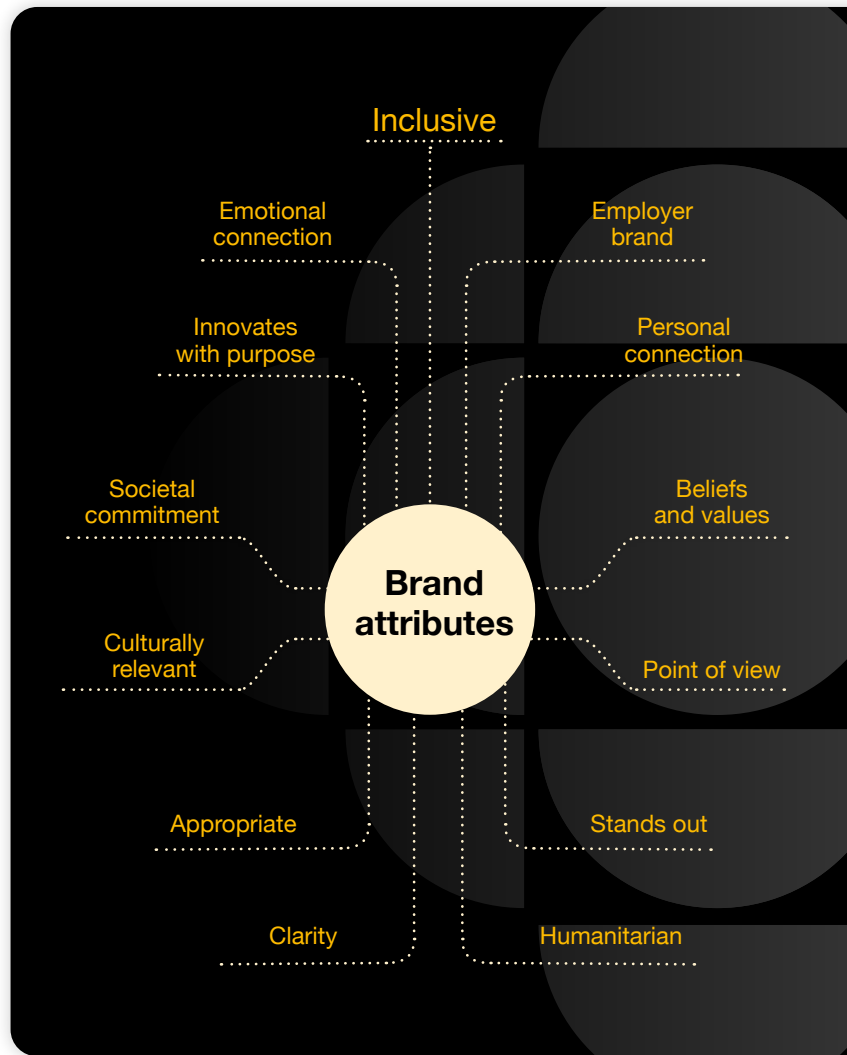 Inclusive
Emotional
connection
Employer
brand
Innovates
with purpose
Personal
connection
Societal
commitment
Beliefs
and values
Brand
attributes
Culturally
relevant
Point of view
Appropriate
Stands out
Clarity
Humanitarian